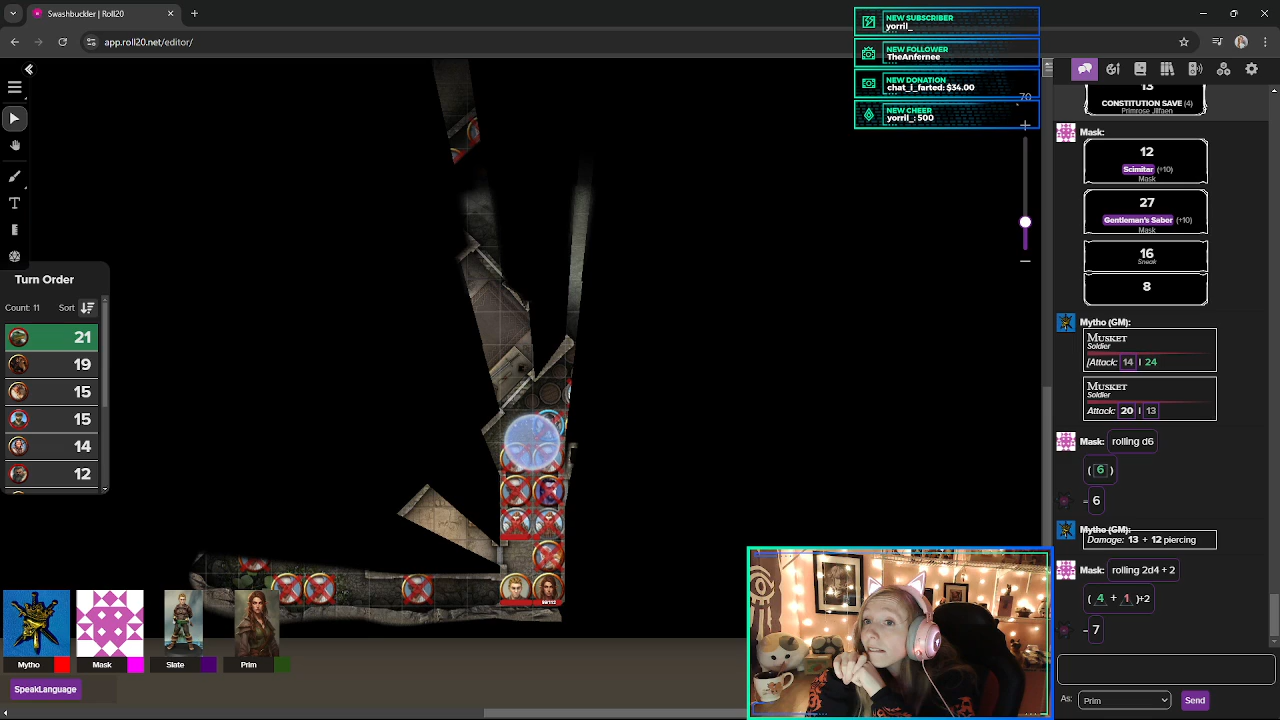 Swashbuckler | Roll20
app.roll20.net/editor/
NEW SUBSCRIBER
yorril_
NEW FOLLOWER
TheAnfernee
NEW DONATION
chat_i_farted: $34.00
NEW CHEER
yorril_: 500
70
Turn Order
Count: 11
Sort
21
19
15
15
14
12
Mytho
Mask
Slate
Prim
SpeakLanguage
CONSTITUTION SAVE (4)
Mask:
12
Scimitar (+10)
Mask
27
Gentleman's Saber (+10)
Mask
16
Sneak
8
Mytho (GM):
MUSKET
Soldier
Attack: 14 | 24
MUSKET
Soldier
Attack: 20 | 13
Mask: rolling d6
(6)
= 6
Mytho (GM):
7 + 13 + 12 piercing
Mask: rolling 2d4 + 2
(4 + 1)+2
= 7
As:
Prim
Send